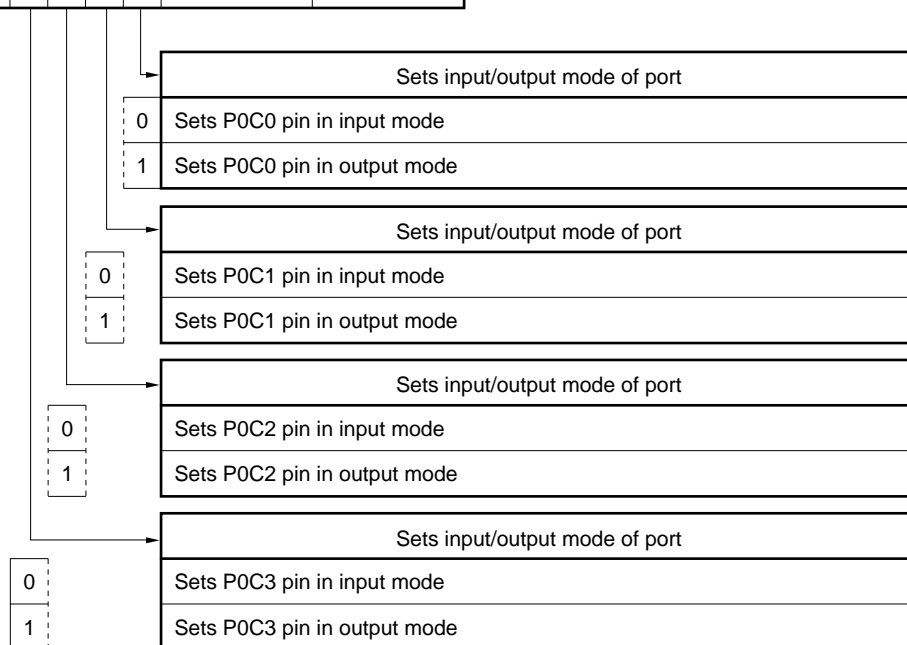 Sets input/output mode of port
0 Sets P0C0 pin in input mode
1 Sets P0C0 pin in output mode
Sets input/output mode of port
0 Sets P0C1 pin in input mode
1 Sets P0C1 pin in output mode
Sets input/output mode of port
0 Sets P0C2 pin in input mode
1 Sets P0C2 pin in output mode
Sets input/output mode of port
0 Sets P0C3 pin in input mode
1 Sets P0C3 pin in output mode